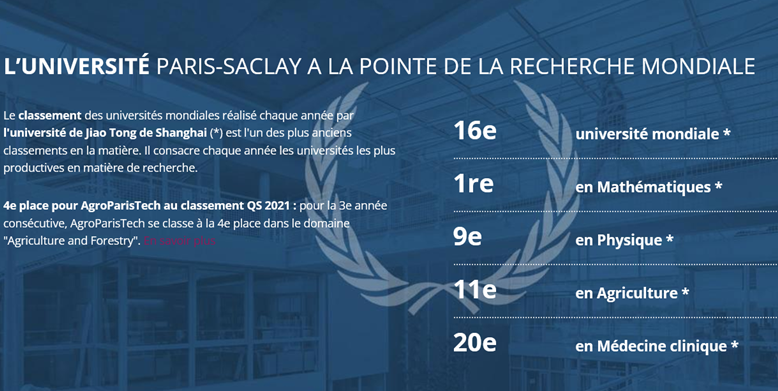 L'UNIVERSITÉ PARIS-SACLAY A LA POINTE DE LA RECHERCHE MONDIALE
Le classement des universités mondiales réalisé chaque année par
l'université de Jiao Tong de Shanghai (*) est l'un des plus anciens
classements en la matière. Il consacre chaque année les universités les plus
productives en matière de recherche.
4e place pour AgroParisTech au classement QS 2021 : pour la 3e année
consécutive, AgroParisTech se classe à la 4e place dans le domaine
"Agriculture and Forestry". En savoir plus
16e université mondiale *
1re en Mathématiques *
9e en Physique *
11e en Agriculture *
20e en Médecine clinique *